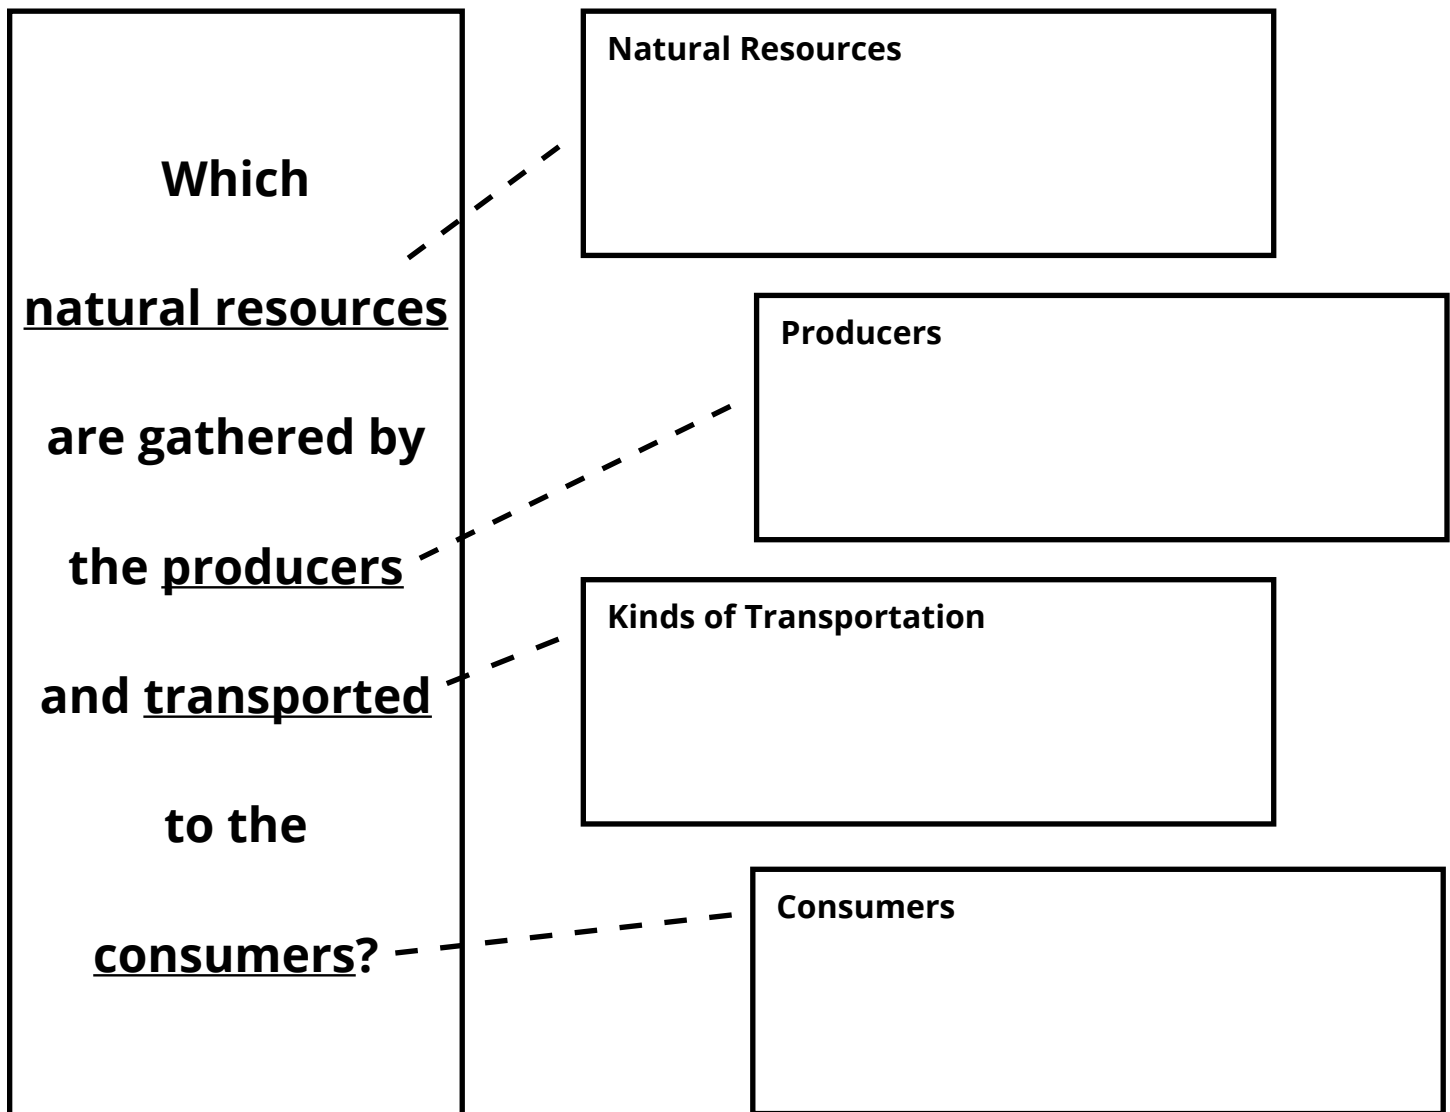 Which
natural resources
are gathered by
the producers
and transported
to the
consumers?
Natural Resources
Producers
Kinds of Transportation
Consumers